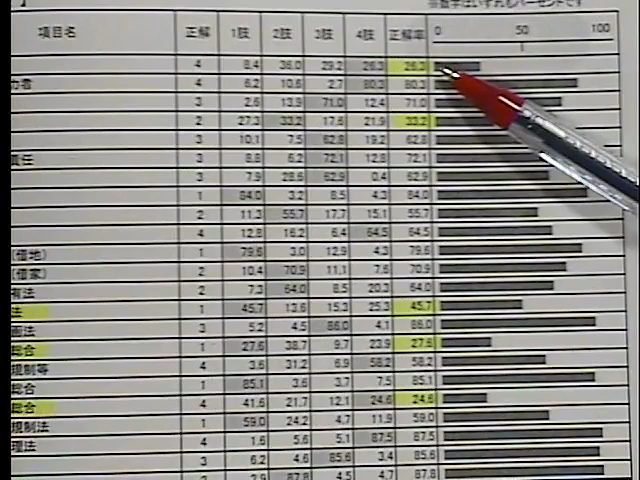 ※数字はいずれもパーセントです
項目名 正解 1肢 2肢 3肢 4肢 正解率 0 50 100
4 8.4 36.0 29.2 26.3 26.3
力者 4 6.2 10.6 2.7 80.3 80.3
3 2.6 13.9 71.0 12.4 71.0
2 27.3 33.2 17.6 21.9 33.2
3 10.1 7.5 62.8 19.2 62.8
責任 3 8.8 6.2 72.1 12.8 72.1
3 7.9 28.6 62.9 0.4 62.9
1 84.0 3.2 8.5 4.3 84.0
2 11.3 55.7 17.7 15.1 55.7
4 12.8 16.2 6.4 64.5 64.5
(借地) 1 79.6 3.0 12.9 4.3 79.6
(借家) 2 10.4 70.9 11.1 7.6 70.9
有法 2 7.3 64.0 8.5 20.3 64.0
法 1 45.7 13.6 15.3 25.3 45.7
画法 3 5.2 4.5 86.0 4.1 86.0
総合 1 27.6 38.7 9.7 23.9 27.6
規制等 4 3.6 31.2 6.9 58.2 58.2
総合 1 85.1 3.6 3.7 7.5 85.1
総合 4 41.6 21.7 12.1 24.6 24.6
規制法 1 59.0 24.2 4.7 11.9 59.0
理法 4 1.6 5.6 5.1 87.5 87.5
3 6.2 4.6 85.6 3.4 85.6
2 2.9 87.8 4.5 4.7 87.8